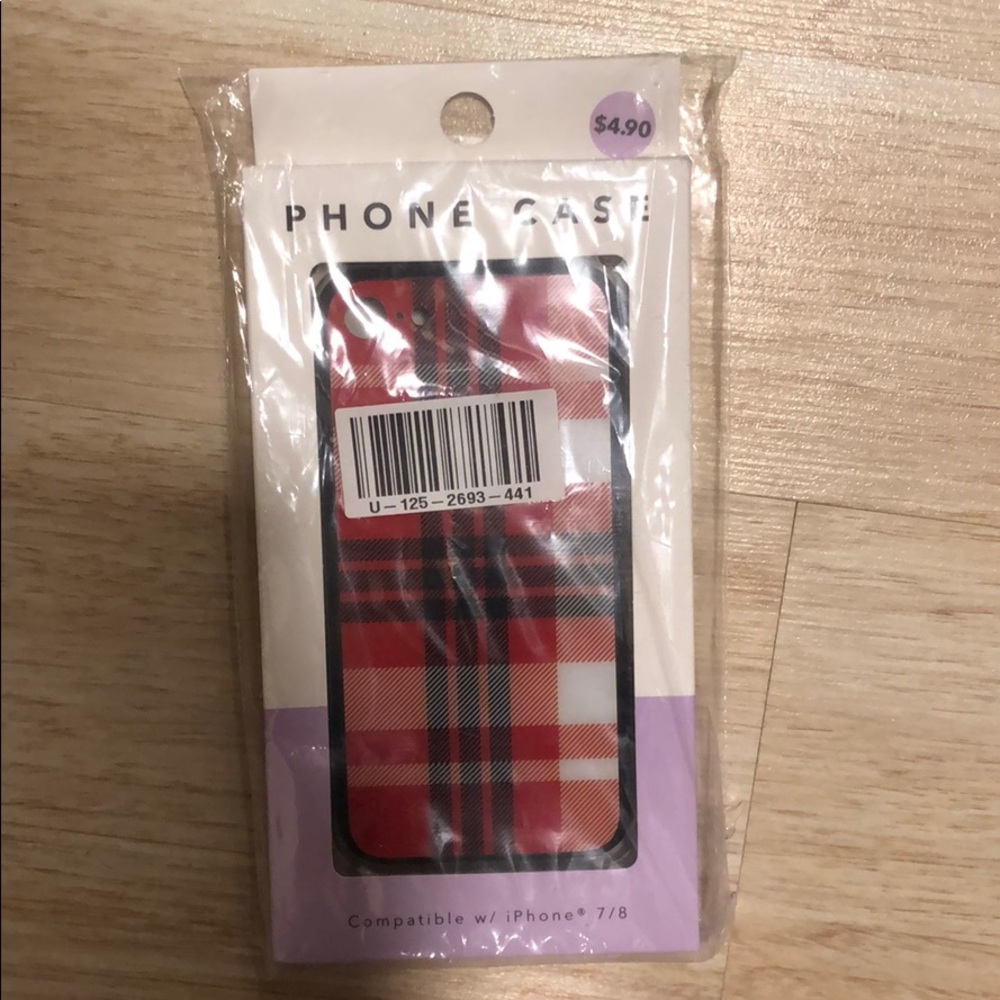 $4.90
PHONE CASE
U-125-2693-441
Compatible w/ iPhone® 7/8